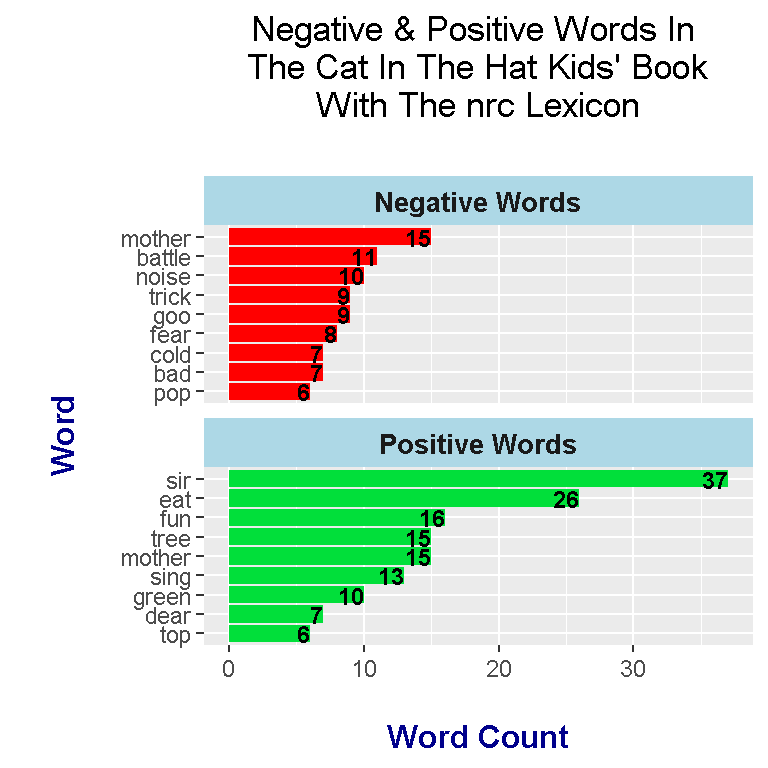 Negative & Positive Words In
The Cat In The Hat Kids' Book
With The nrc Lexicon
Negative Words
mother 15
battle 11
noise 10
trick 9
goo 9
fear 8
cold 7
bad 7
pop 6
Word
Positive Words
sir 37
eat 26
fun 16
tree 15
mother 15
sing 13
green 10
dear 7
top 6
0 10 20 30
Word Count